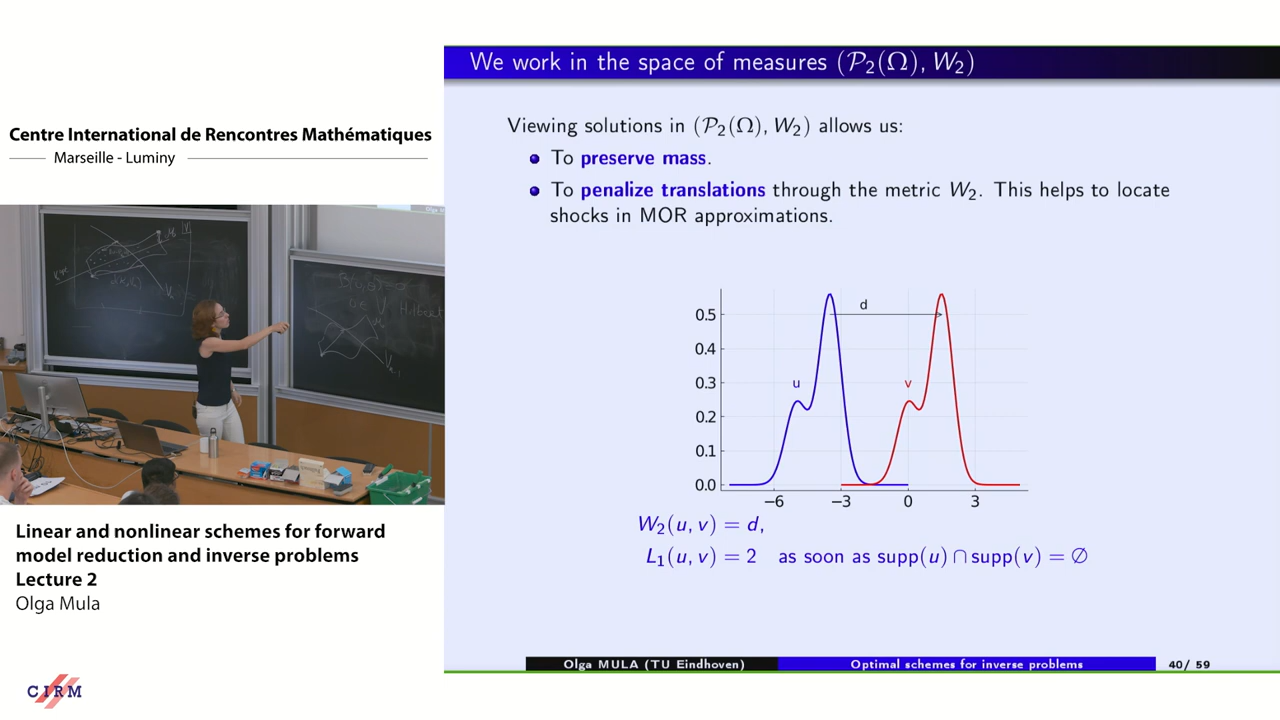 Centre International de Rencontres Mathématiques
Marseille - Luminy
Linear and nonlinear schemes for forward
model reduction and inverse problems
Lecture 2
Olga Mula
CIRM
We work in the space of measures (𝒫₂(Ω), W₂)
Viewing solutions in (𝒫₂(Ω), W₂) allows us:
To preserve mass.
To penalize translations through the metric W₂. This helps to locate
shocks in MOR approximations.
d
0.5
0.4
0.3
0.2
0.1
0.0
u
v
−6 −3 0 3
W₂(u, v) = d,
L₁(u, v) = 2 as soon as supp(u) ∩ supp(v) = ∅
Olga MULA (TU Eindhoven) Optimal schemes for inverse problems 40/ 59